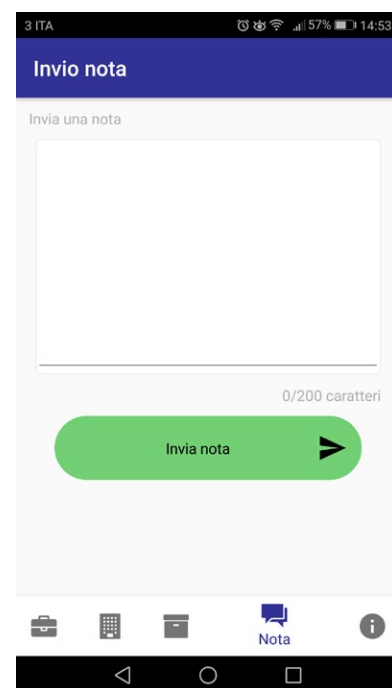 3 ITA 57% 14:53
Invio nota
Invia una nota
0/200 caratteri
Invia nota
Nota